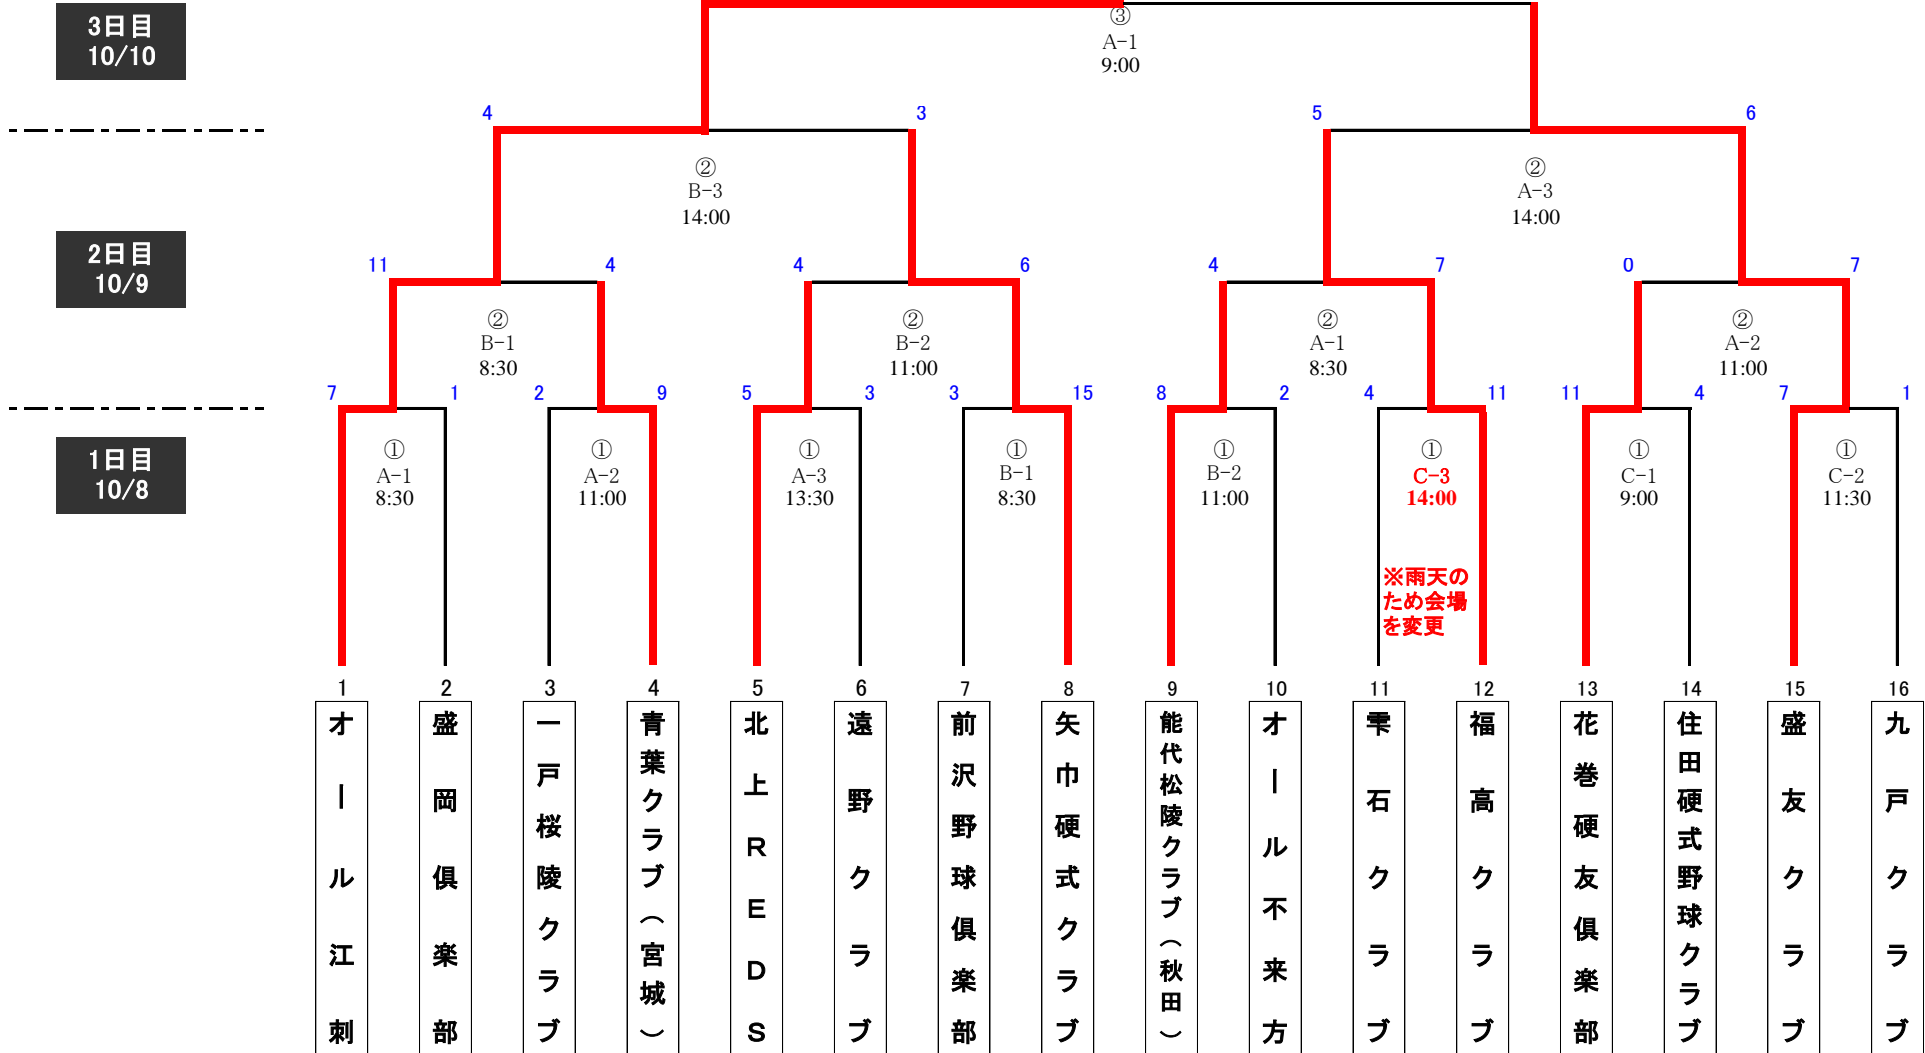 3日目
10/10
③
A-1
9:00
4
3
5
6
②
B-3
14:00
②
A-3
14:00
2日目
10/9
11
4
4
6
4
7
0
7
②
B-1
8:30
②
B-2
11:00
②
A-1
8:30
②
A-2
11:00
7
1
2
9
5
3
3
15
8
2
4
11
11
4
7
1
1日目
10/8
①
A-1
8:30
①
A-2
11:00
①
A-3
13:30
①
B-1
8:30
①
B-2
11:00
①
C-3
14:00
①
C-1
9:00
①
C-2
11:30
※雨天の
ため会場
を変更
1
2
3
4
5
6
7
8
9
10
11
12
13
14
15
16
オール江刺
盛岡倶楽部
一戸桜陵クラブ
青葉クラブ(宮城)
北上REDS
遠野クラブ
前沢野球倶楽部
矢巾硬式クラブ
能代松陵クラブ(秋田)
オール不来方
雫石クラブ
福高クラブ
花巻硬友倶楽部
住田硬式野球クラブ
盛友クラブ
九戸クラブ